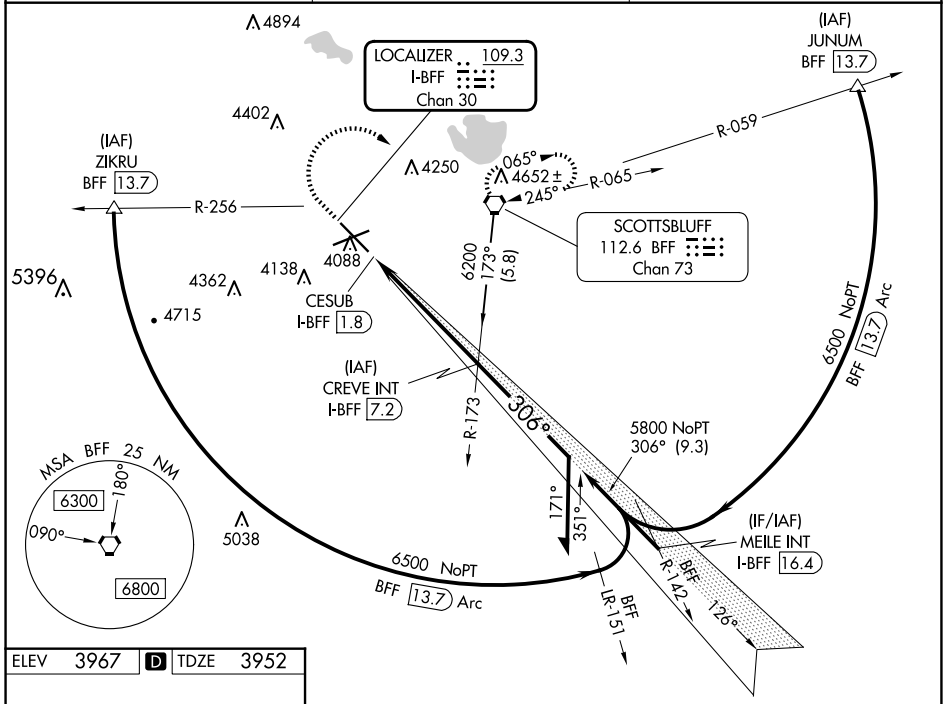 4894
LOCALIZER 109.3
I-BFF
Chan 30
(IAF)
JUNUM
BFF 13.7
4402
(IAF)
ZIKRU
BFF 13.7
R-256
4250
065°
4652 ±
245°
R-065
R-059
SCOTTSBLUFF
112.6 BFF
Chan 73
5396
4362
4138
4088
4715
CESUB
I-BFF 1.8
6200
173°
(5.8)
(IAF)
CREVE INT
I-BFF 7.2
R-173
306°
6500 NoPT
BFF 13.7 Arc
5800 NoPT
306° (9.3)
171°
351°
(IF/IAF)
MEILE INT
I-BFF 16.4
BFF
R-142
126°
BFF
LR-151
6500 NoPT
BFF 13.7 Arc
5038
MSA BFF 25 NM
6300
180°
090°
6800
ELEV 3967 D TDZE 3952